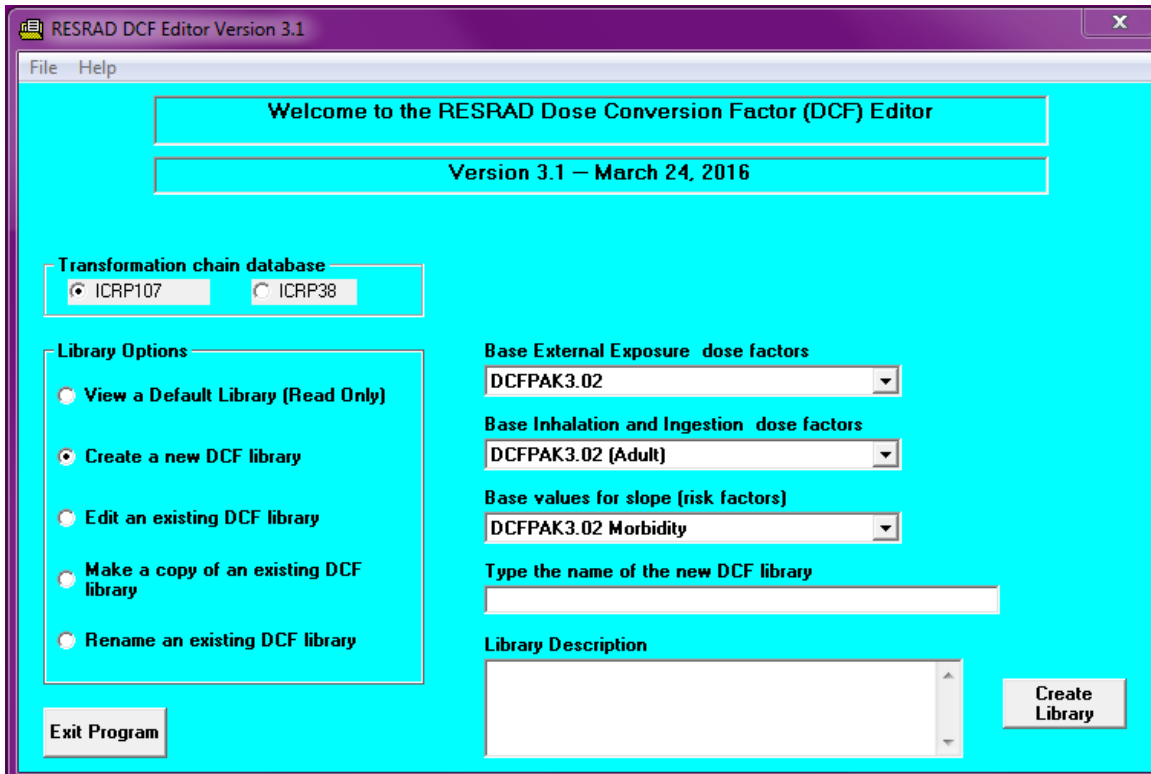 RESRAD DCF Editor Version 3.1
X
File Help
Welcome to the RESRAD Dose Conversion Factor (DCF) Editor
Version 3.1 — March 24, 2016
Transformation chain database
ICRP107 ICRP38
Library Options
View a Default Library (Read Only)
Create a new DCF library
Edit an existing DCF library
Make a copy of an existing DCF
library
Rename an existing DCF library
Exit Program
Base External Exposure dose factors
DCFPAK3.02
Base Inhalation and Ingestion dose factors
DCFPAK3.02 (Adult)
Base values for slope (risk factors)
DCFPAK3.02 Morbidity
Type the name of the new DCF library
Library Description
Create
Library